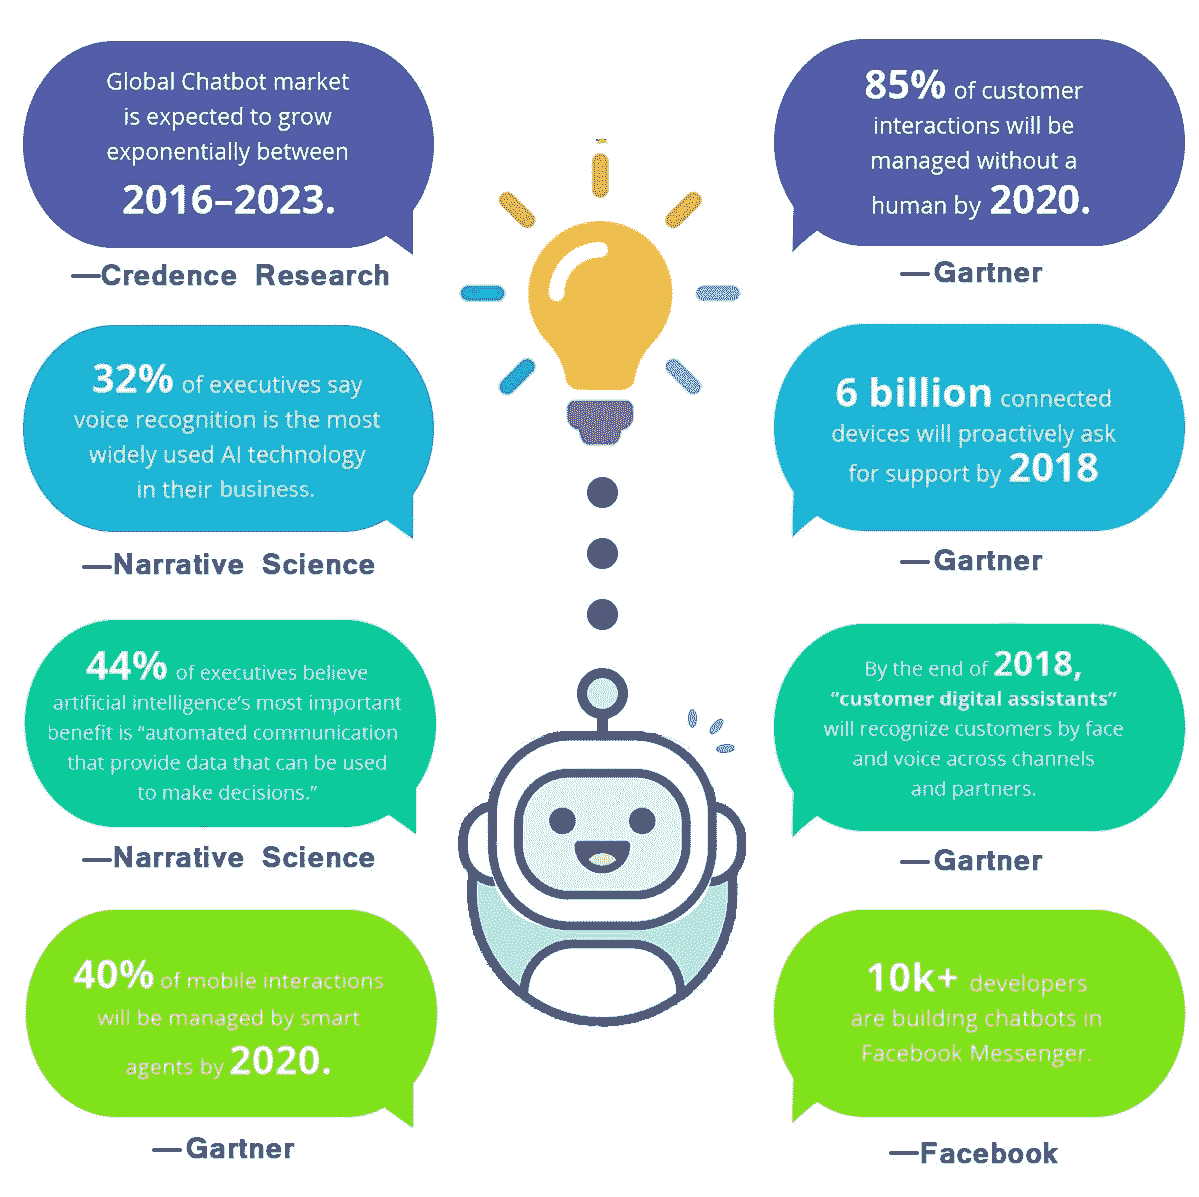 Global Chatbot market
is expected to grow
exponentially between
2016–2023.
—Credence Research
32% of executives say
voice recognition is the most
widely used AI technology
in their business.
—Narrative Science
44% of executives believe
artificial intelligence's most important
benefit is "automated communication
that provide data that can be used
to make decisions."
—Narrative Science
40% of mobile interactions
will be managed by smart
agents by 2020.
—Gartner
85% of customer
interactions will be
managed without a
human by 2020.
—Gartner
6 billion connected
devices will proactively ask
for support by 2018
—Gartner
By the end of 2018,
"customer digital assistants"
will recognize customers by face
and voice across channels
and partners.
—Gartner
10k+ developers
are building chatbots in
Facebook Messenger.
—Facebook